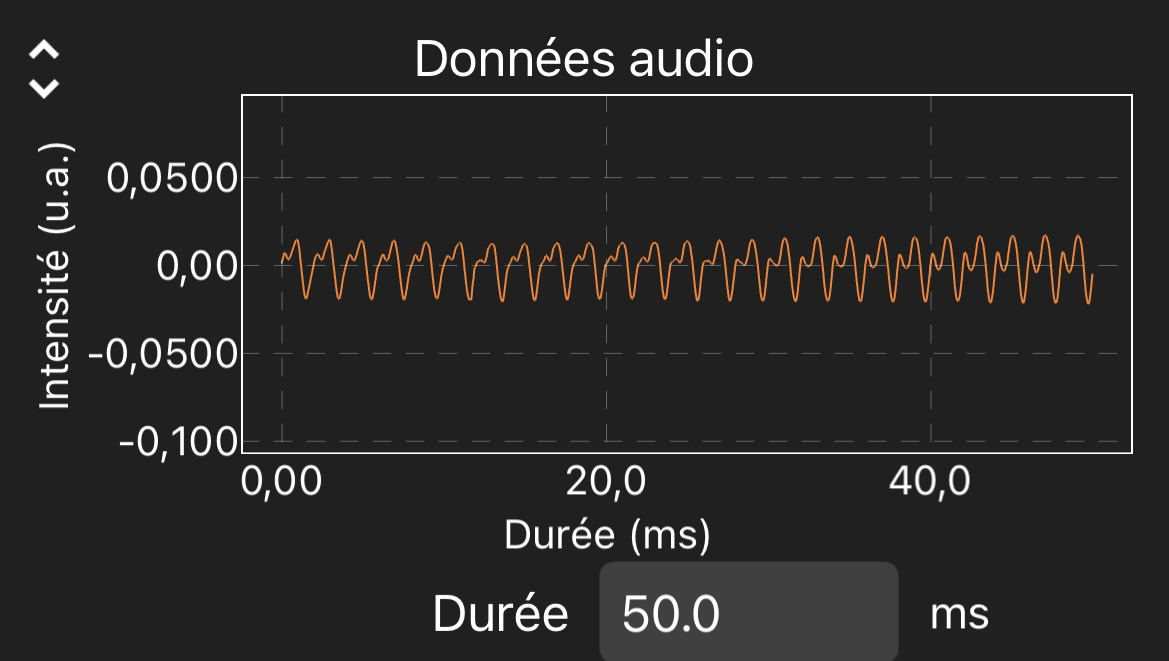 Données audio
Intensité (u.a.)
0,0500
0,00
-0,0500
-0,100
0,00 20,0 40,0
Durée (ms)
Durée 50.0 ms